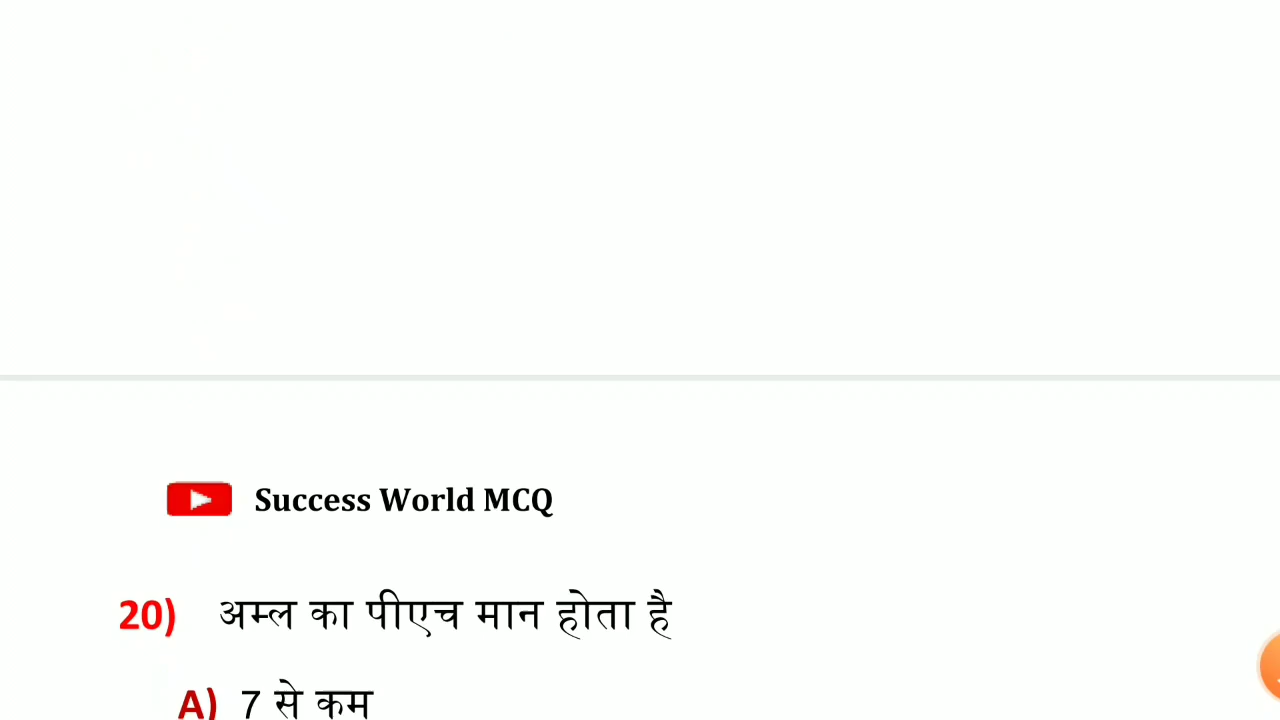 Success World MCQ
20) अम्ल का पीएच मान होता है
A) 7 से कम